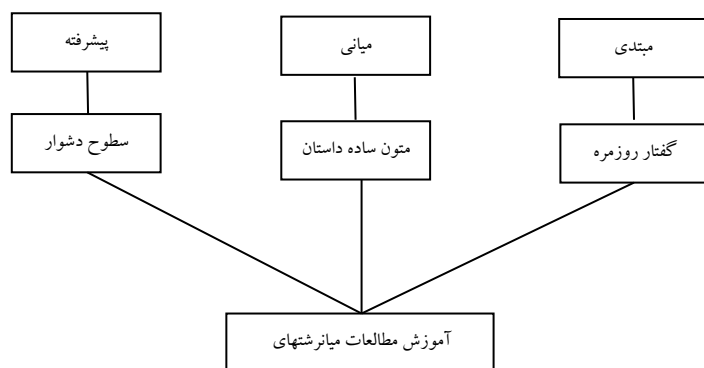 مبتدی
میانی
پیشرفته
گفتار روزمره
متون ساده داستان
سطوح دشوار
آموزش مطالعات میانرشتهای